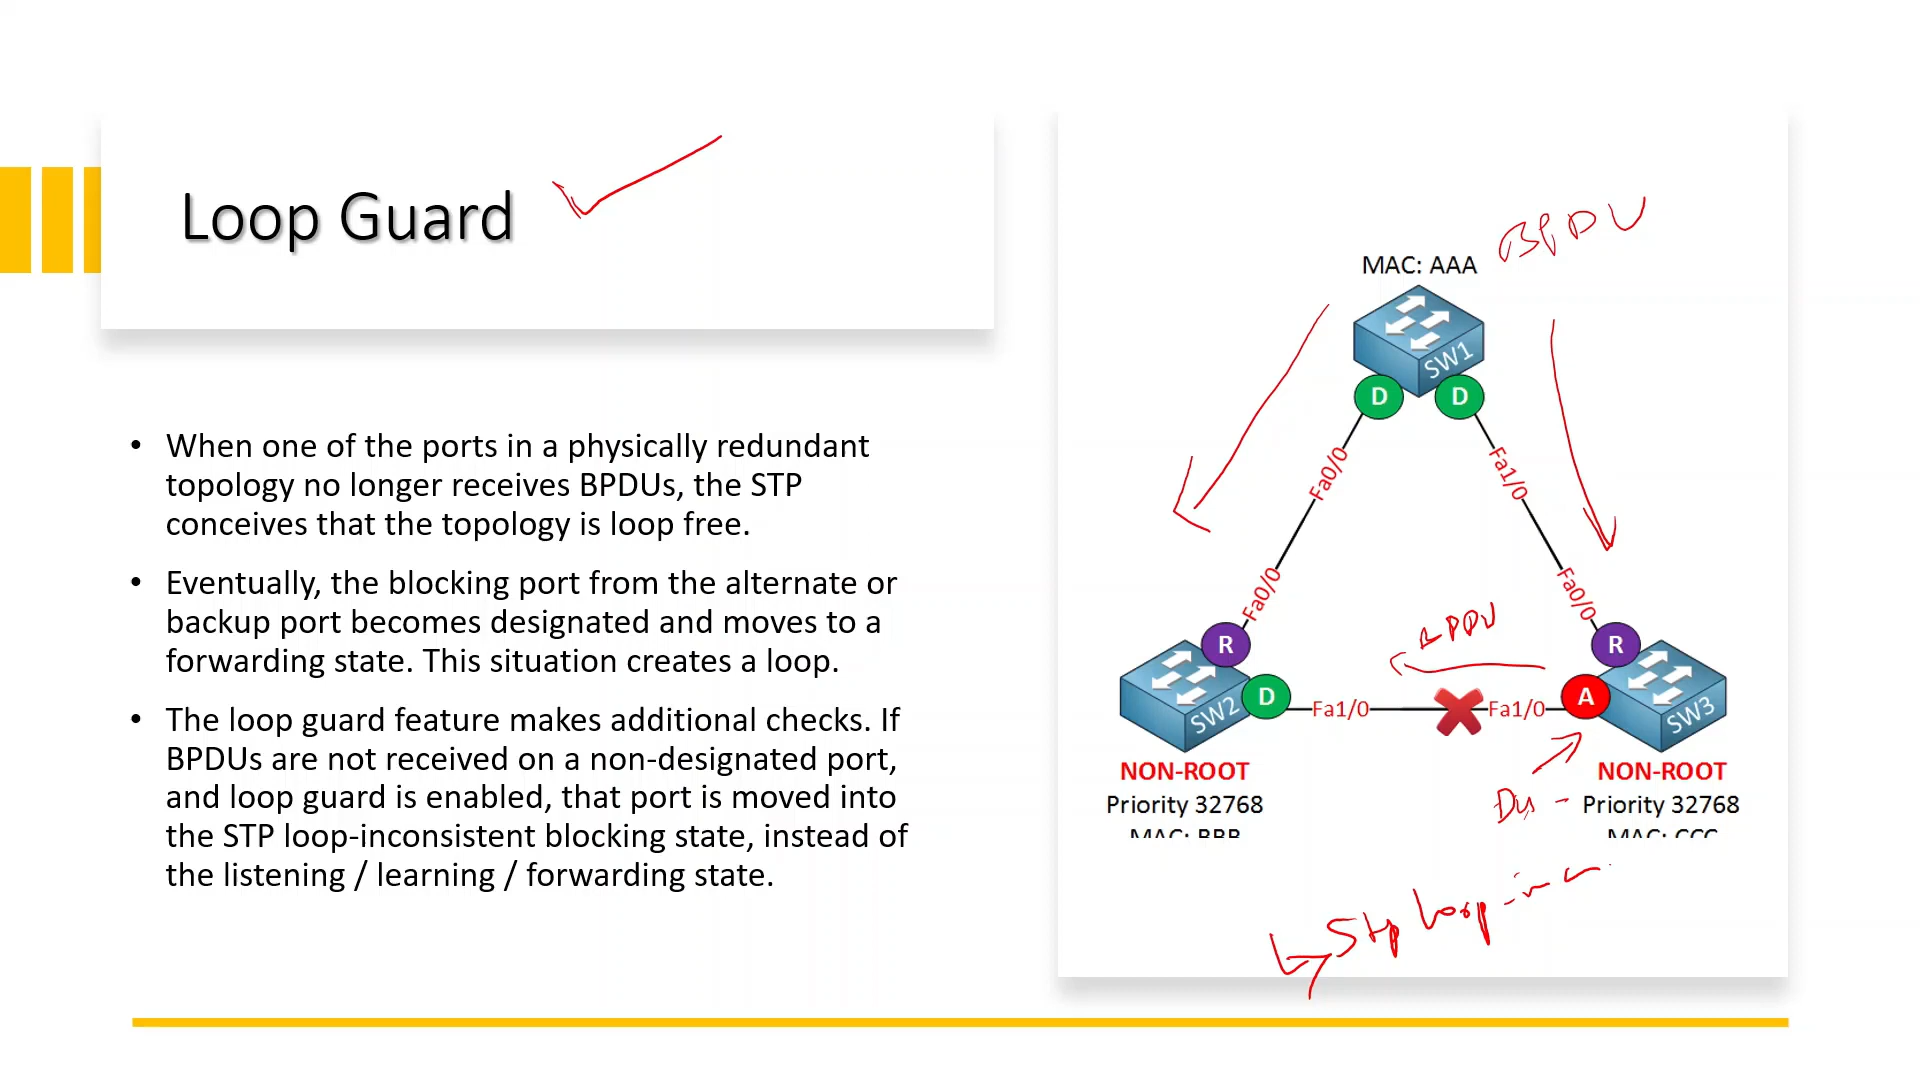 Loop Guard
• When one of the ports in a physically redundant
topology no longer receives BPDUs, the STP
conceives that the topology is loop free.
• Eventually, the blocking port from the alternate or
backup port becomes designated and moves to a
forwarding state. This situation creates a loop.
• The loop guard feature makes additional checks. If
BPDUs are not received on a non-designated port,
and loop guard is enabled, that port is moved into
the STP loop-inconsistent blocking state, instead of
the listening / learning / forwarding state.
BPDU
MAC: AAA
SW1
D D
Fa0/0 Fa1/0
Fa0/0 Fa0/0
BPDU
R R
SW2 D Fa1/0 Fa1/0 A SW3
NON-ROOT NON-ROOT
Priority 32768 Priority 32768
MAC: BBB MAC: CCC
Stp loop-in